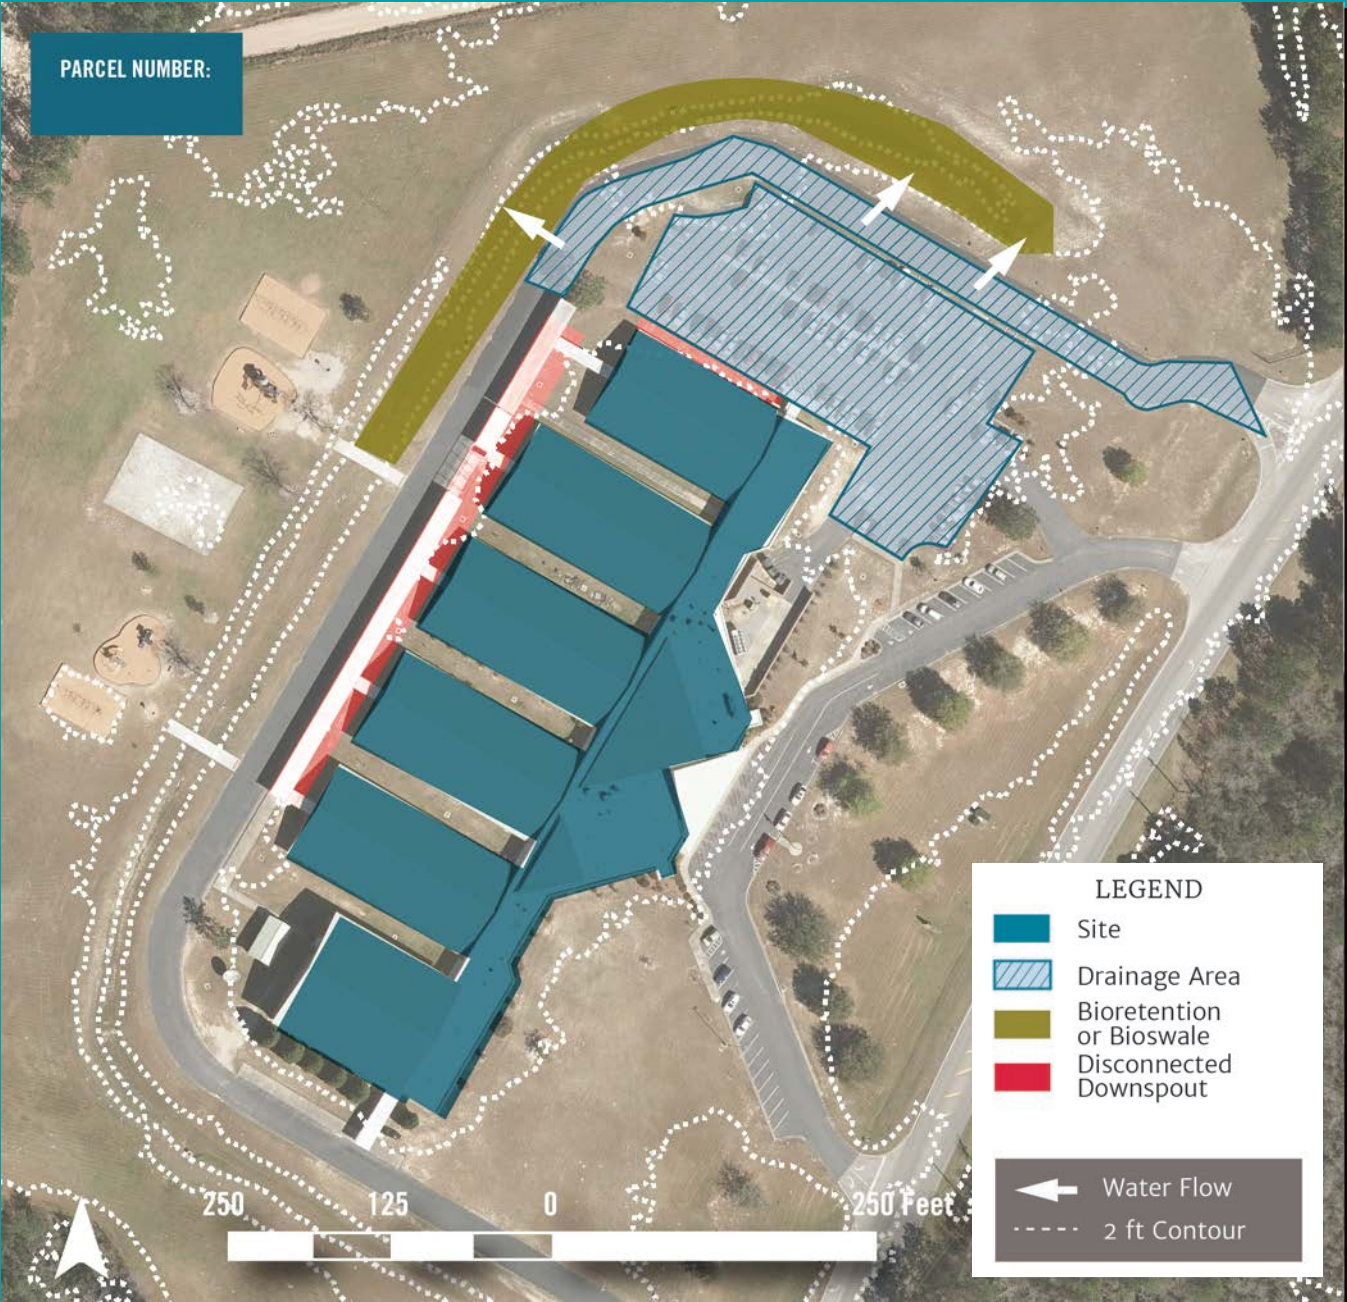 PARCEL NUMBER:
LEGEND
Site
Drainage Area
Bioretention
or Bioswale
Disconnected
Downspout
Water Flow
2 ft Contour
250 125 0 250 Feet